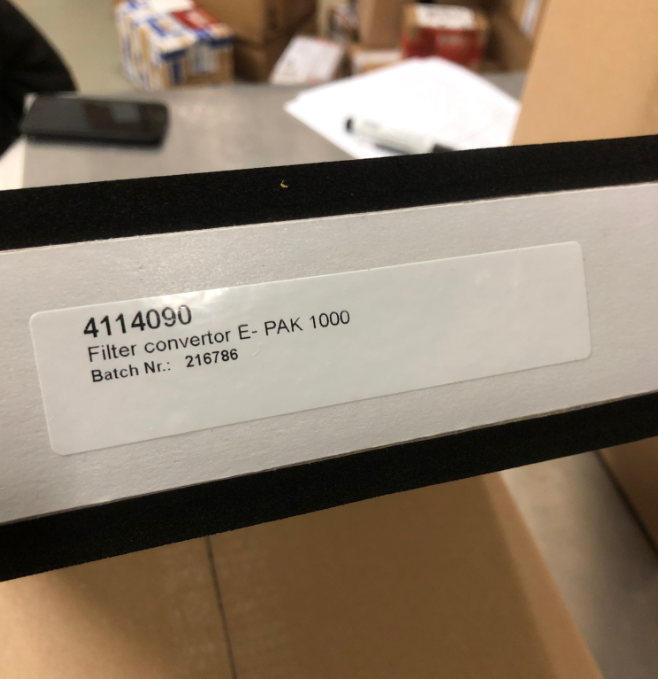 4114090
Filter convertor E- PAK 1000
Batch Nr.: 216786